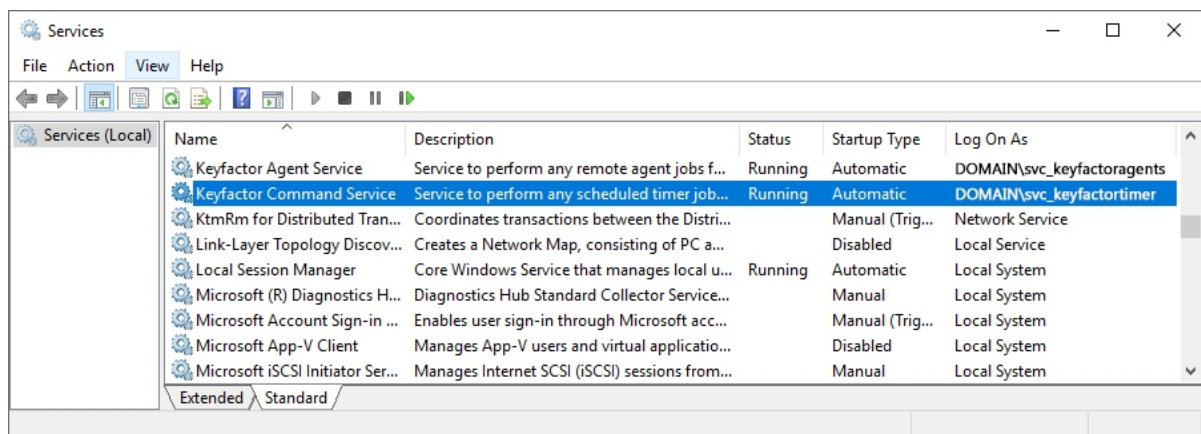 Services
File Action View Help
Services (Local)
Name Description Status Startup Type Log On As
Keyfactor Agent Service Service to perform any remote agent jobs f... Running Automatic DOMAIN\svc_keyfactoragents
Keyfactor Command Service Service to perform any scheduled timer job... Running Automatic DOMAIN\svc_keyfactortimer
KtmRm for Distributed Tran... Coordinates transactions between the Distri... Manual (Trig... Network Service
Link-Layer Topology Discov... Creates a Network Map, consisting of PC a... Disabled Local Service
Local Session Manager Core Windows Service that manages local u... Running Automatic Local System
Microsoft (R) Diagnostics H... Diagnostics Hub Standard Collector Service... Manual Local System
Microsoft Account Sign-in ... Enables user sign-in through Microsoft acc... Manual (Trig... Local System
Microsoft App-V Client Manages App-V users and virtual applicatio... Disabled Local System
Microsoft iSCSI Initiator Ser... Manages Internet SCSI (iSCSI) sessions from... Manual Local System
Extended Standard